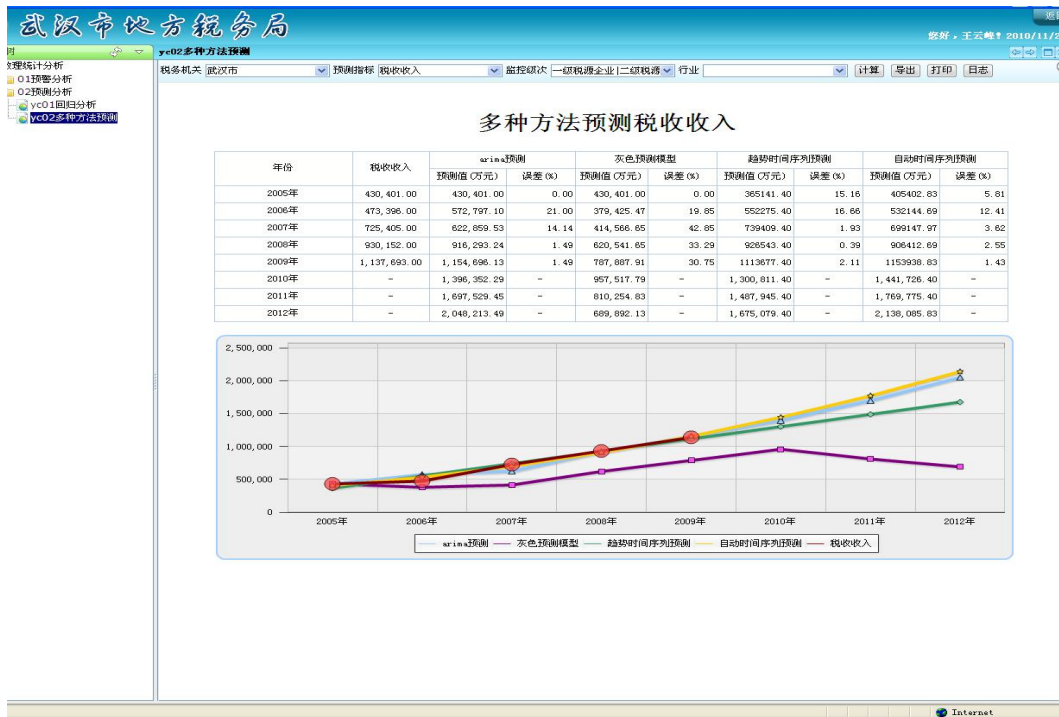 武汉市地方税务局
您好，王云峰! 2010/11/2
树
yc02多种方法预测
数理统计分析
01预警分析
02预测分析
yc01回归分析
yc02多种方法预测
税务机关 武汉市 预测指标 税收收入 监控级次 一级税源企业|二级税源 行业 计算 导出 打印 日志
多种方法预测税收收入
年份 税收收入 arima预测 灰色预测模型 趋势时间序列预测 自动时间序列预测
预测值(万元) 误差(%) 预测值(万元) 误差(%) 预测值(万元) 误差(%) 预测值(万元) 误差(%)
2005年 430,401.00 430,401.00 0.00 430,401.00 0.00 365141.40 15.16 405402.83 5.81
2006年 473,396.00 572,797.10 21.00 379,425.47 19.85 552275.40 16.66 532144.69 12.41
2007年 725,405.00 622,859.53 14.14 414,566.65 42.85 739409.40 1.93 699147.97 3.62
2008年 930,152.00 916,293.24 1.49 620,541.65 33.29 926543.40 0.39 906412.69 2.55
2009年 1,137,693.00 1,154,696.13 1.49 787,887.91 30.75 1113677.40 2.11 1153938.83 1.43
2010年 - 1,396,352.29 - 957,517.79 - 1,300,811.40 - 1,441,726.40 -
2011年 - 1,697,529.45 - 810,254.83 - 1,487,945.40 - 1,769,775.40 -
2012年 - 2,048,213.49 - 689,892.13 - 1,675,079.40 - 2,138,085.83 -
2,500,000
2,000,000
1,500,000
1,000,000
500,000
0
2005年 2006年 2007年 2008年 2009年 2010年 2011年 2012年
arima预测 灰色预测模型 趋势时间序列预测 自动时间序列预测 税收收入
Internet